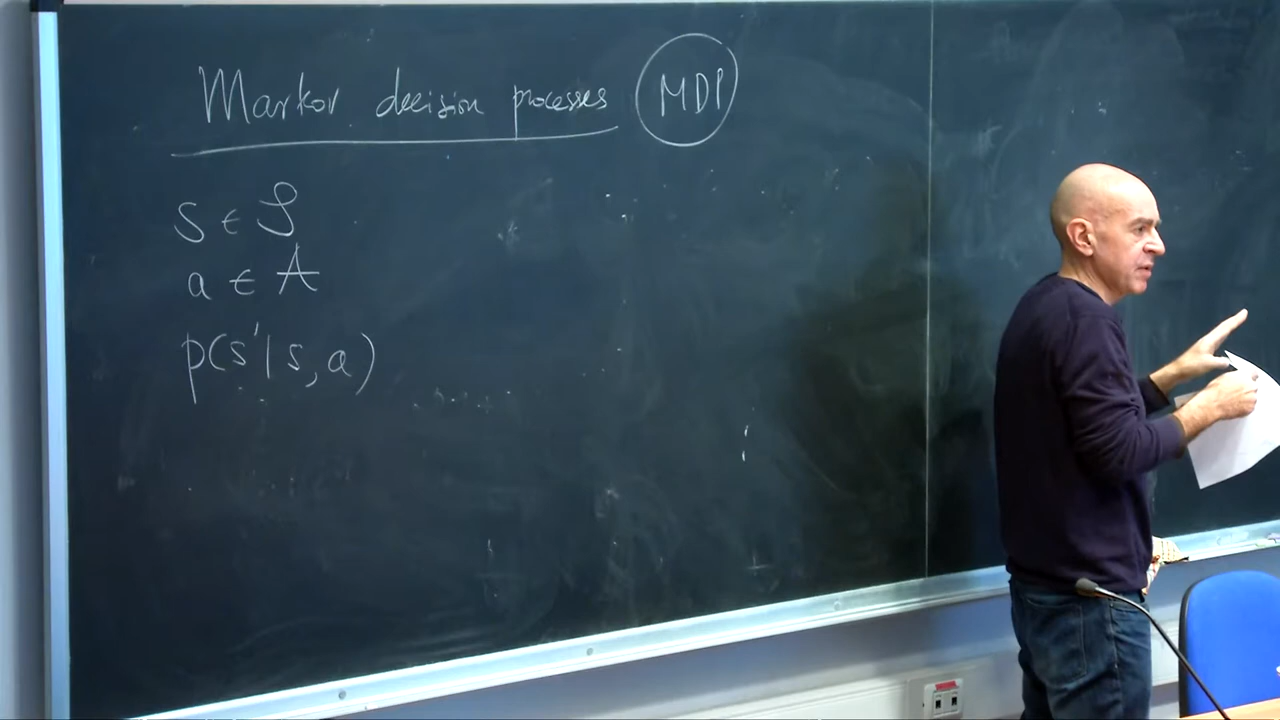 Markov decision processes MDP
s ∈ S
a ∈ A
p(s'|s, a)